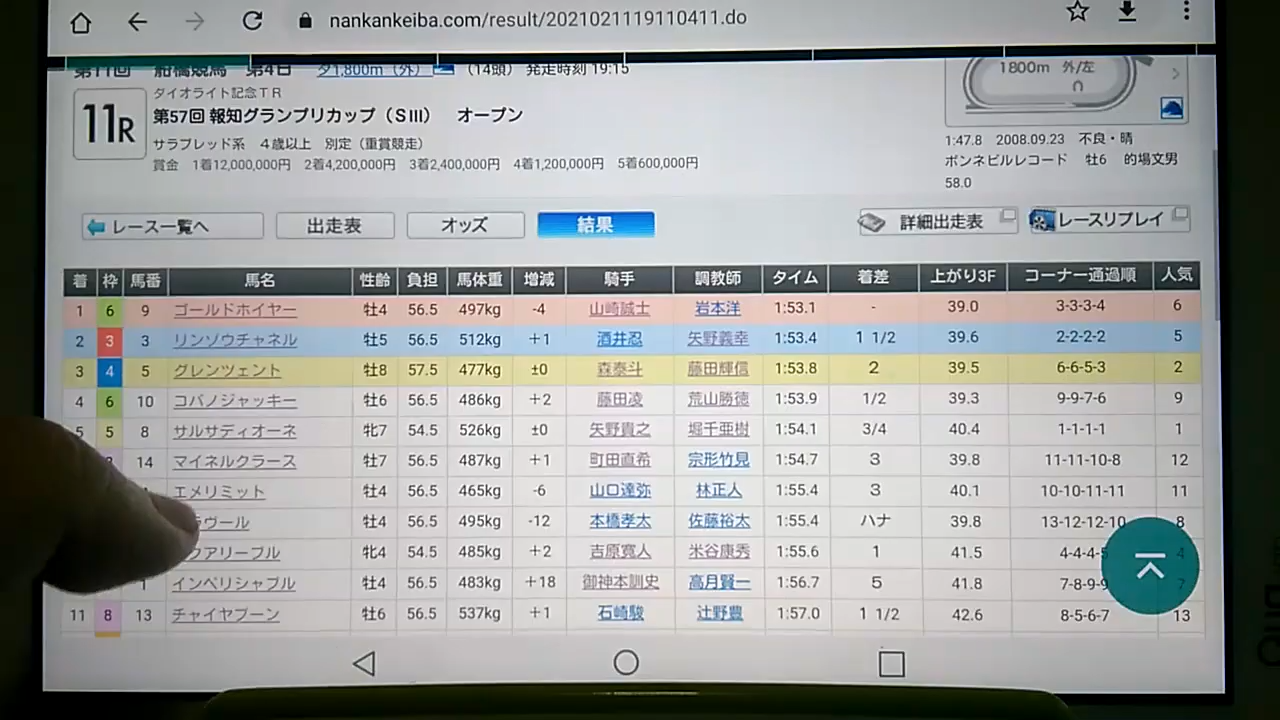 nankankeiba.com/result/2021021119110411.do
第11回 船橋競馬 第4日 ダ1,800m（外） （14頭） 発走時刻 19:15
1800m 外/左
11R
ダイオライト記念TR
第57回 報知グランプリカップ（SIII） オープン
サラブレッド系 4歳以上 別定（重賞競走）
賞金 1着12,000,000円 2着4,200,000円 3着2,400,000円 4着1,200,000円 5着600,000円
1:47.8 2008.09.23 不良・晴
ボンネビルレコード 牡6 的場文男
58.0
レース一覧へ 出走表 オッズ 結果 詳細出走表 レースリプレイ
着 枠 馬番 馬名 性齢 負担 馬体重 増減 騎手 調教師 タイム 着差 上がり3F コーナー通過順 人気
1 6 9 ゴールドホイヤー 牡4 56.5 497kg -4 山崎誠士 岩本洋 1:53.1 - 39.0 3-3-3-4 6
2 3 3 リンゾウチャネル 牡5 56.5 512kg +1 酒井忍 矢野義幸 1:53.4 1 1/2 39.6 2-2-2-2 5
3 4 5 グレンツェント 牡8 57.5 477kg ±0 森泰斗 藤田輝信 1:53.8 2 39.5 6-6-5-3 2
4 6 10 コバノジャッキー 牡6 56.5 486kg +2 藤田凌 荒山勝徳 1:53.9 1/2 39.3 9-9-7-6 9
5 5 8 サルサディオーネ 牝7 54.5 526kg ±0 矢野貴之 堀千亜樹 1:54.1 3/4 40.4 1-1-1-1 1
14 マイネルクラース 牡7 56.5 487kg +1 町田直希 宗形竹見 1:54.7 3 39.8 11-11-10-8 12
エメリミット 牡4 56.5 465kg -6 山口達弥 林正人 1:55.4 3 40.1 10-10-11-11 11
ヴール 牡4 56.5 495kg -12 本橋孝太 佐藤裕太 1:55.4 ハナ 39.8 13-12-12-10 8
アリーブル 牝4 54.5 485kg +2 吉原寛人 米谷康秀 1:55.6 1 41.5 4-4-4-5 4
1 インペリシャブル 牡4 56.5 483kg +18 御神本訓史 高月賢一 1:56.7 5 41.8 7-8-9-9 7
11 8 13 チャイヤプーン 牡6 56.5 537kg +1 石崎駿 辻野豊 1:57.0 1 1/2 42.6 8-5-6-7 13